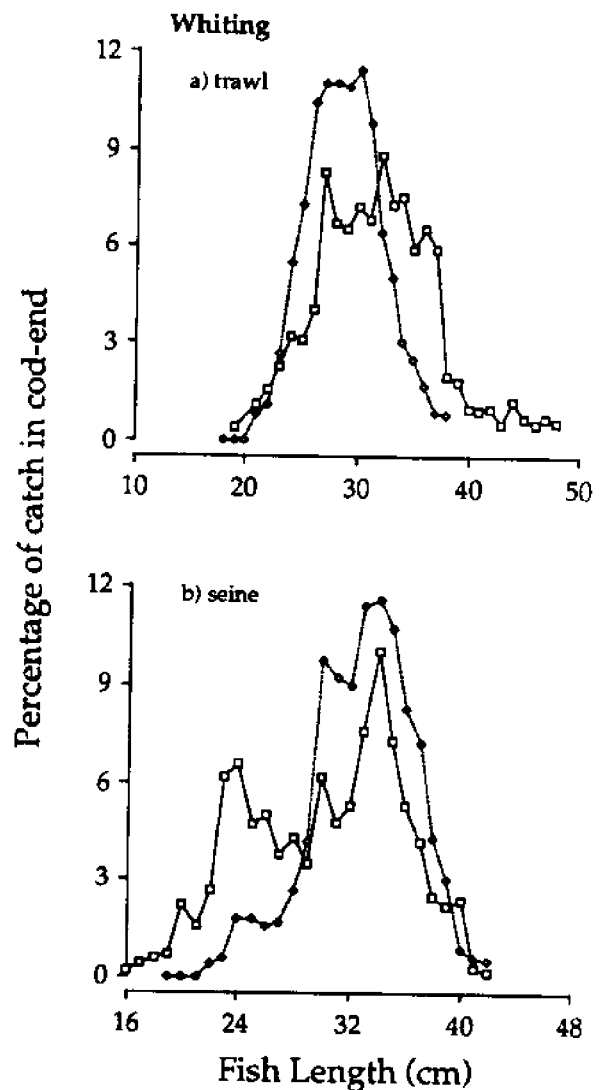 Whiting
a) trawl
12
9
6
3
0
10 20 30 40 50
b) seine
12
9
6
3
0
16 24 32 40 48
Fish Length (cm)
Percentage of catch in cod-end